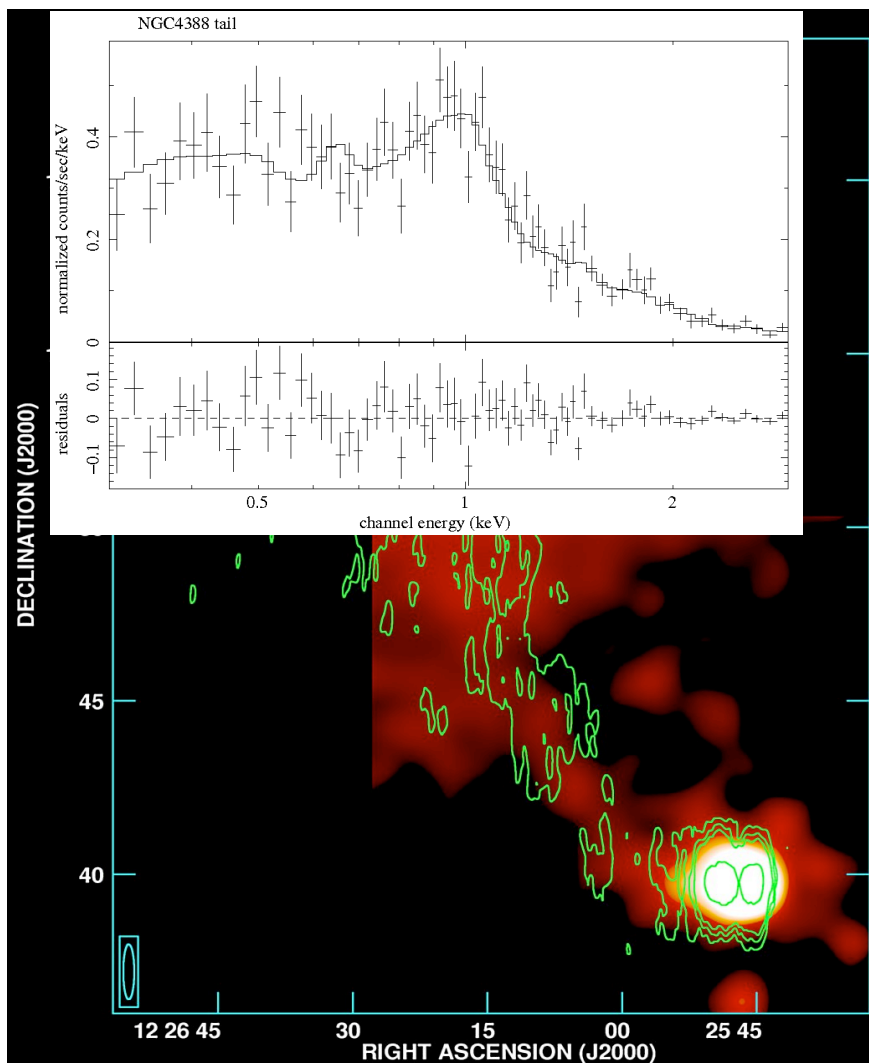 NGC4388 tail
normalized counts/sec/keV
0.4
0.2
0
residuals
0.1
0
−0.1
0.5
1
2
channel energy (keV)
DECLINATION (J2000)
45
40
12 26 45
30
15
00
25 45
RIGHT ASCENSION (J2000)